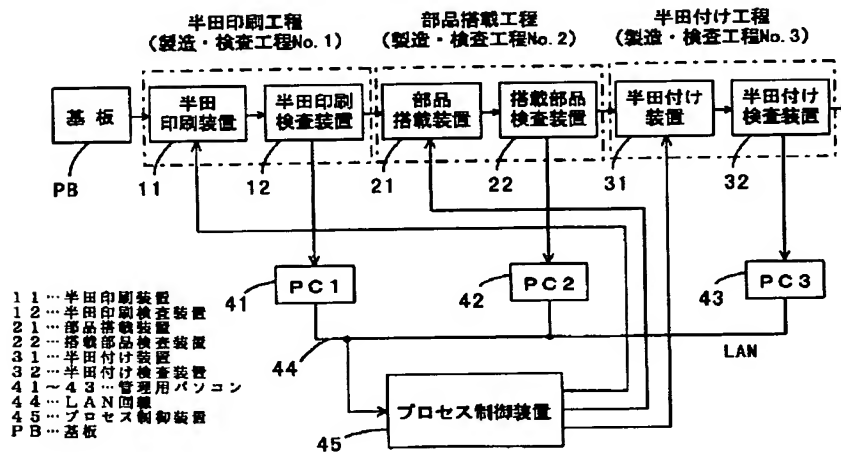 半田印刷工程
(製造・検査工程No.1)
部品搭載工程
(製造・検査工程No.2)
半田付け工程
(製造・検査工程No.3)
基板
半田
印刷装置
半田印刷
検査装置
部品
搭載装置
搭載部品
検査装置
半田付け
装置
半田付け
検査装置
PB
11
12
21
22
31
32
PC1
PC2
PC3
41
42
43
44
LAN
プロセス制御装置
45
11…半田印刷装置
12…半田印刷検査装置
21…部品搭載装置
22…搭載部品検査装置
31…半田付け装置
32…半田付け検査装置
41~43…管理用パソコン
44…LAN回線
45…プロセス制御装置
PB…基板